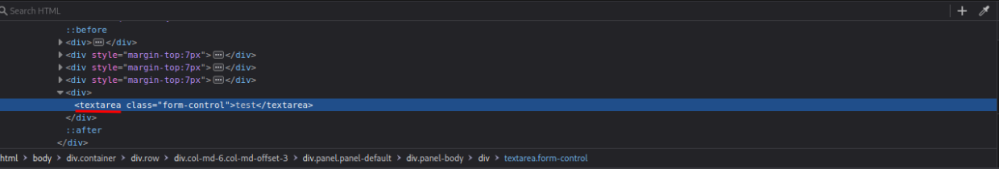 Search HTML
::before
<div></div>
<div style="margin-top:7px"></div>
<div style="margin-top:7px"></div>
<div style="margin-top:7px"></div>
<div>
<textarea class="form-control">test</textarea>
</div>
::after
</div>
html > body > div.container > div.row > div.col-md-6.col-md-offset-3 > div.panel.panel-default > div.panel-body > div > textarea.form-control